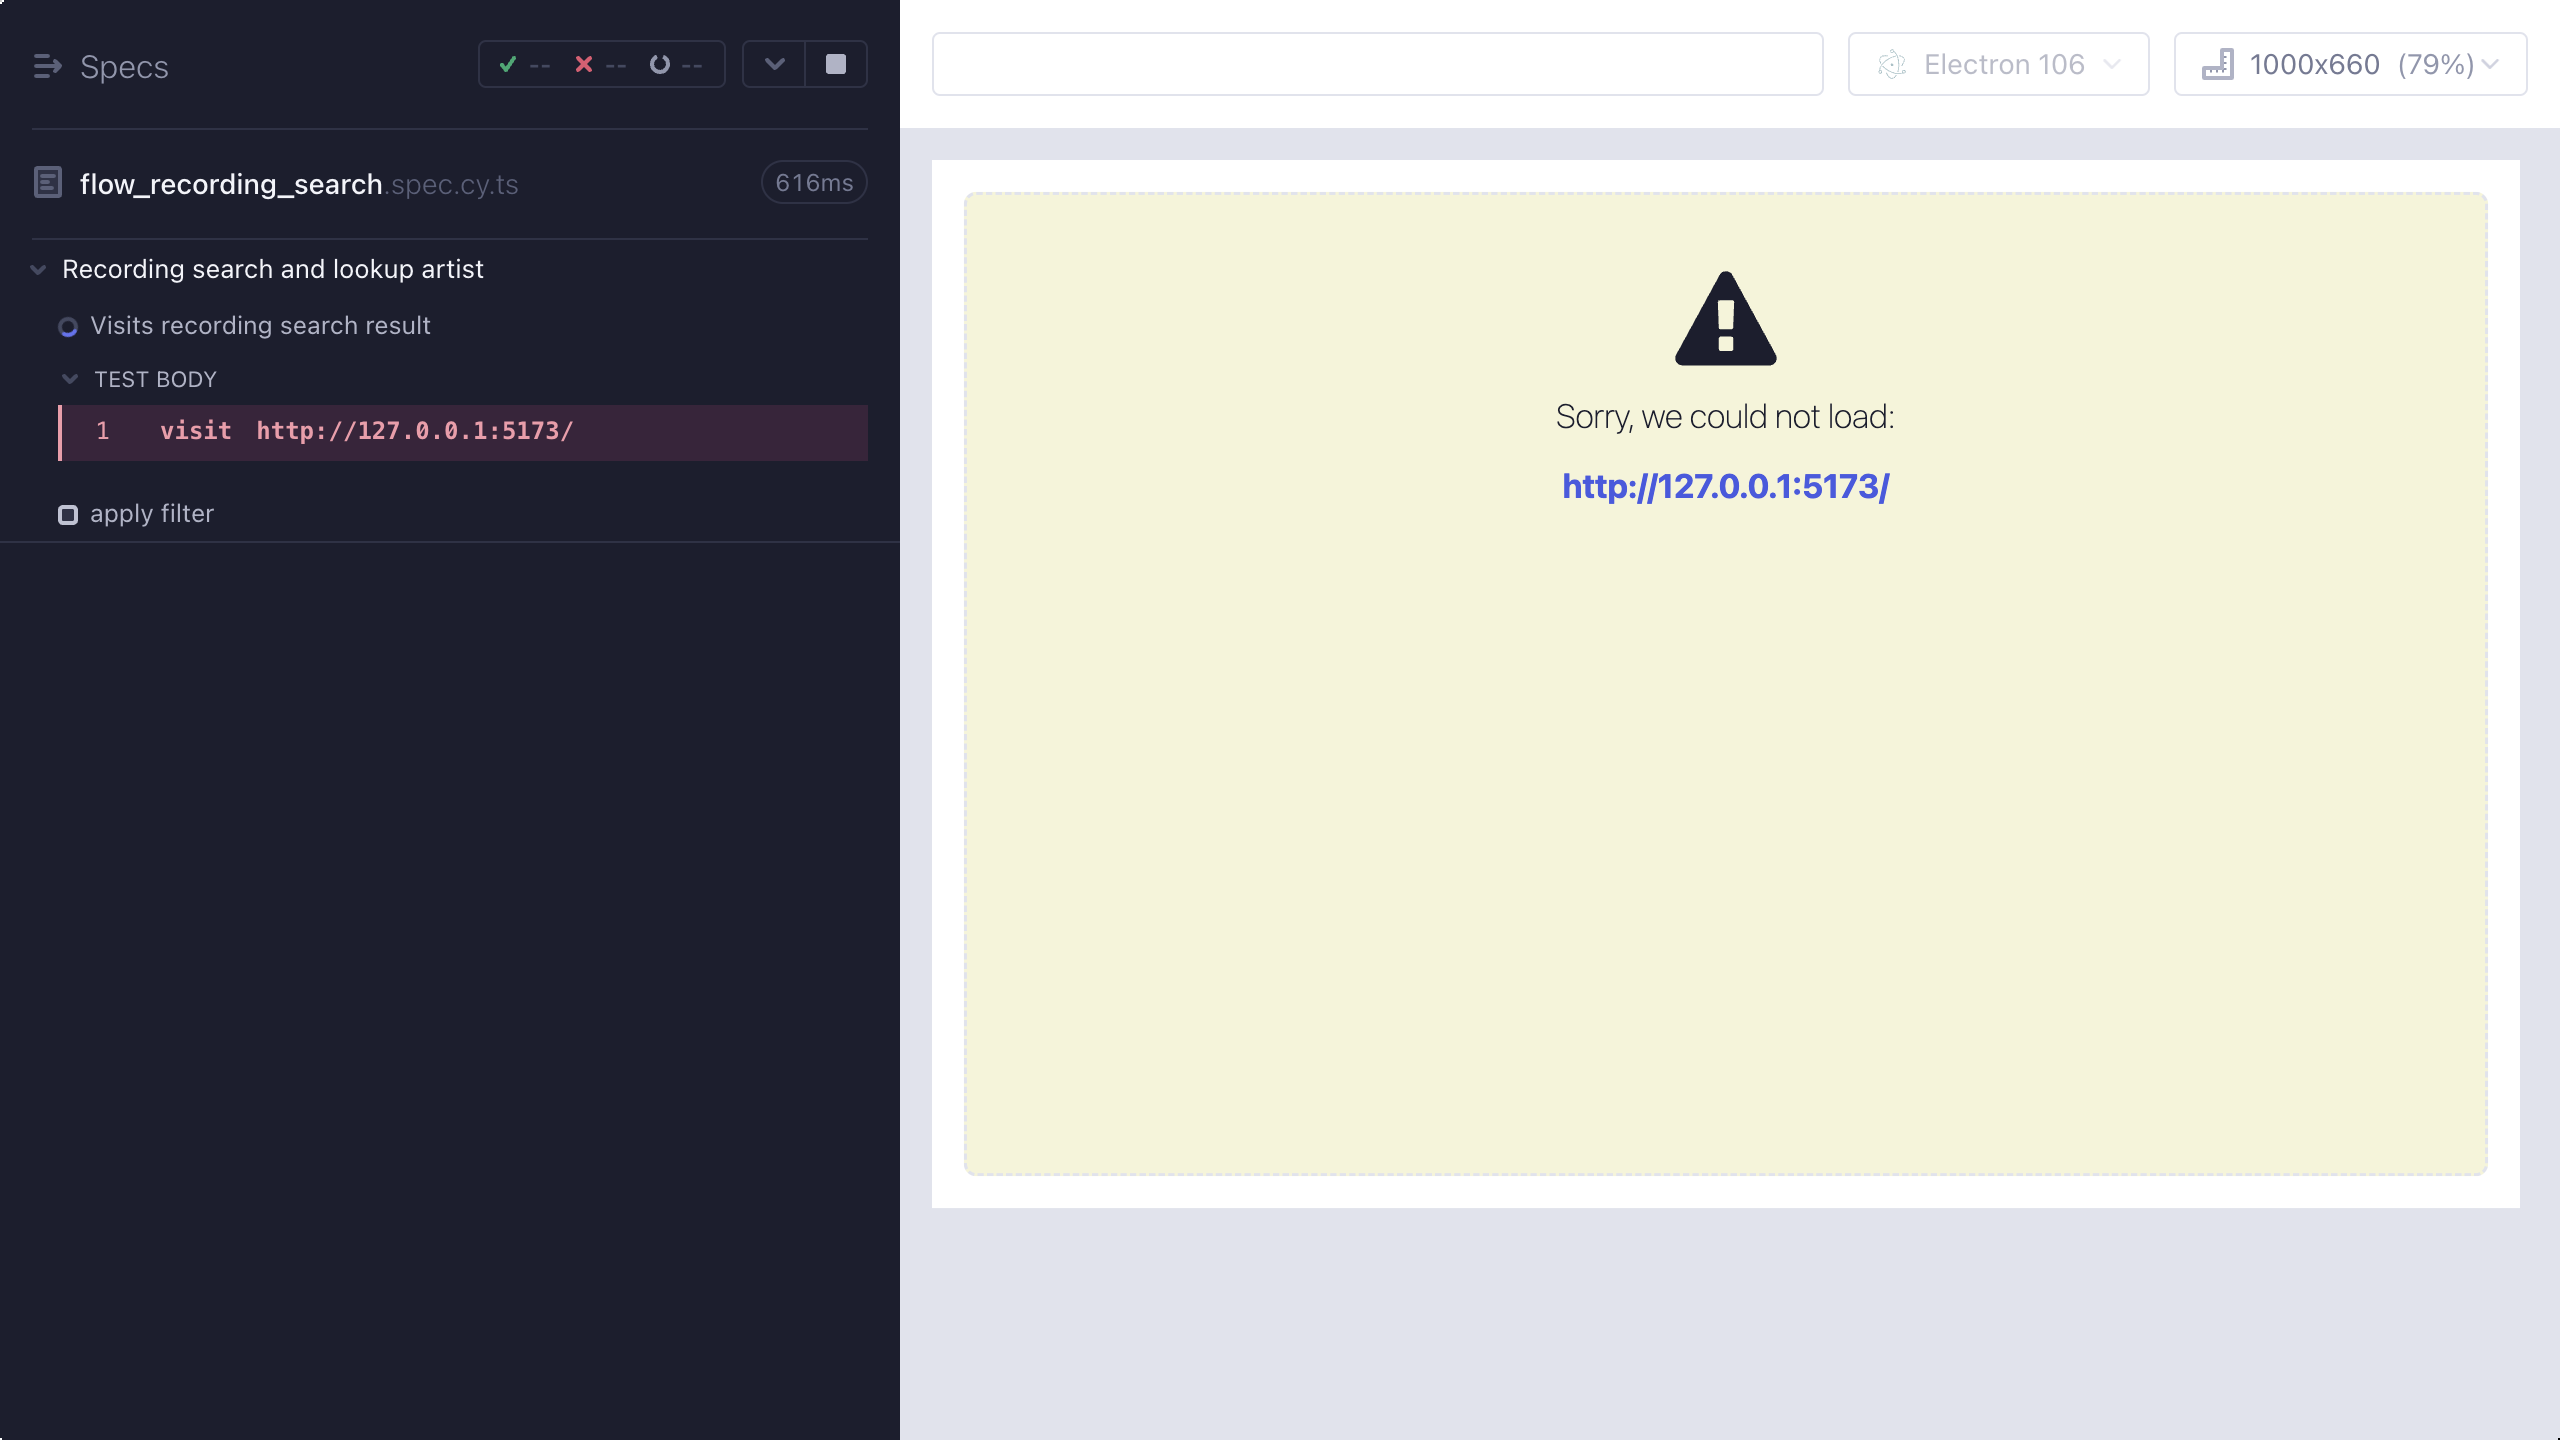 Specs
-- -- --
flow_recording_search.spec.cy.ts 616ms
Recording search and lookup artist
Visits recording search result
TEST BODY
1 visit http://127.0.0.1:5173/
apply filter
Electron 106
1000x660 (79%)
Sorry, we could not load:
http://127.0.0.1:5173/